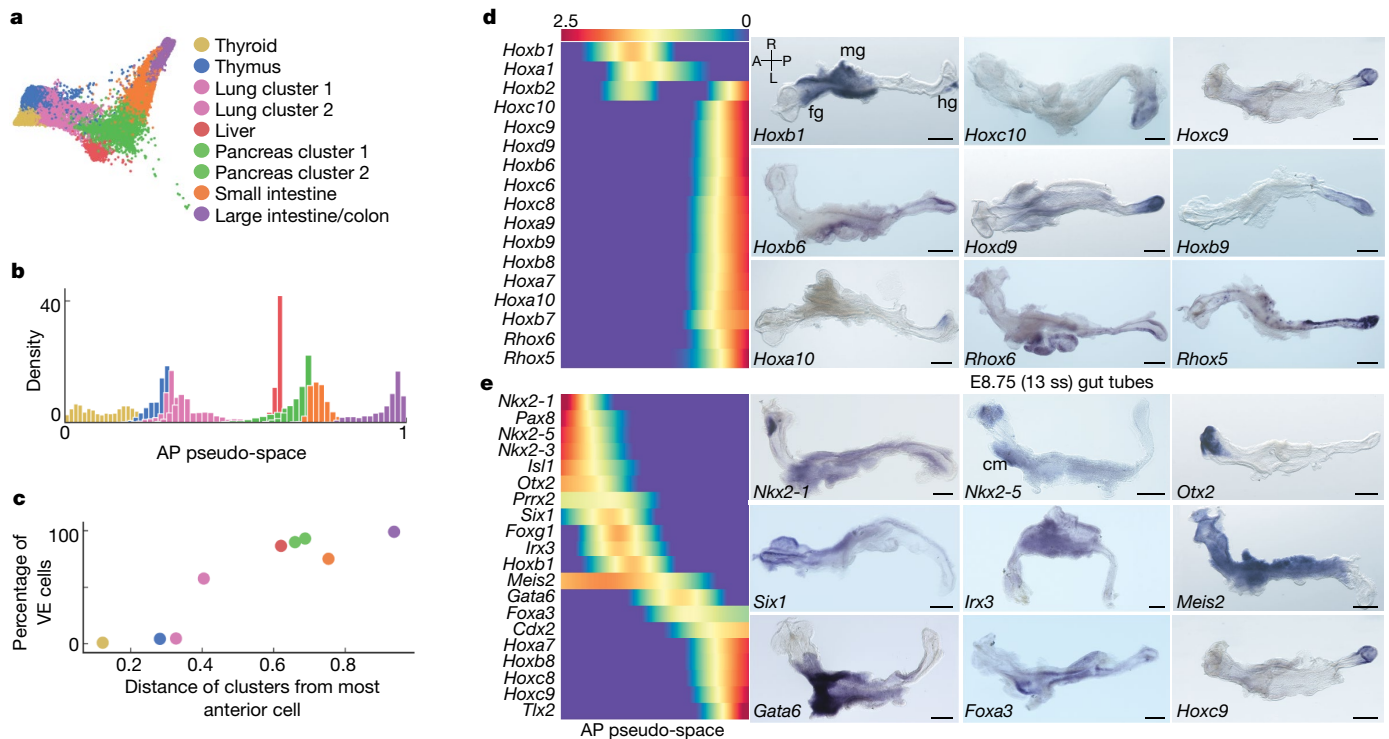 a
Thyroid
Thymus
Lung cluster 1
Lung cluster 2
Liver
Pancreas cluster 1
Pancreas cluster 2
Small intestine
Large intestine/colon
b
40
0
Density
0
1
AP pseudo-space
c
100
0
Percentage of
VE cells
0.2
0.4
0.6
0.8
Distance of clusters from most
anterior cell
d
2.5
0
Hoxb1
Hoxa1
Hoxb2
Hoxc10
Hoxc9
Hoxd9
Hoxb6
Hoxc6
Hoxc8
Hoxa9
Hoxb9
Hoxb8
Hoxa7
Hoxa10
Hoxb7
Rhox6
Rhox5
R
A
P
L
mg
fg
hg
Hoxb1
Hoxc10
Hoxc9
Hoxb6
Hoxd9
Hoxb9
Hoxa10
Rhox6
Rhox5
E8.75 (13 ss) gut tubes
e
Nkx2-1
Pax8
Nkx2-5
Nkx2-3
Isl1
Otx2
Prrx2
Six1
Foxg1
Irx3
Hoxb1
Meis2
Gata6
Foxa3
Cdx2
Hoxa7
Hoxb8
Hoxc8
Hoxc9
Tlx2
AP pseudo-space
Nkx2-1
cm
Nkx2-5
Otx2
Six1
Irx3
Meis2
Gata6
Foxa3
Hoxc9